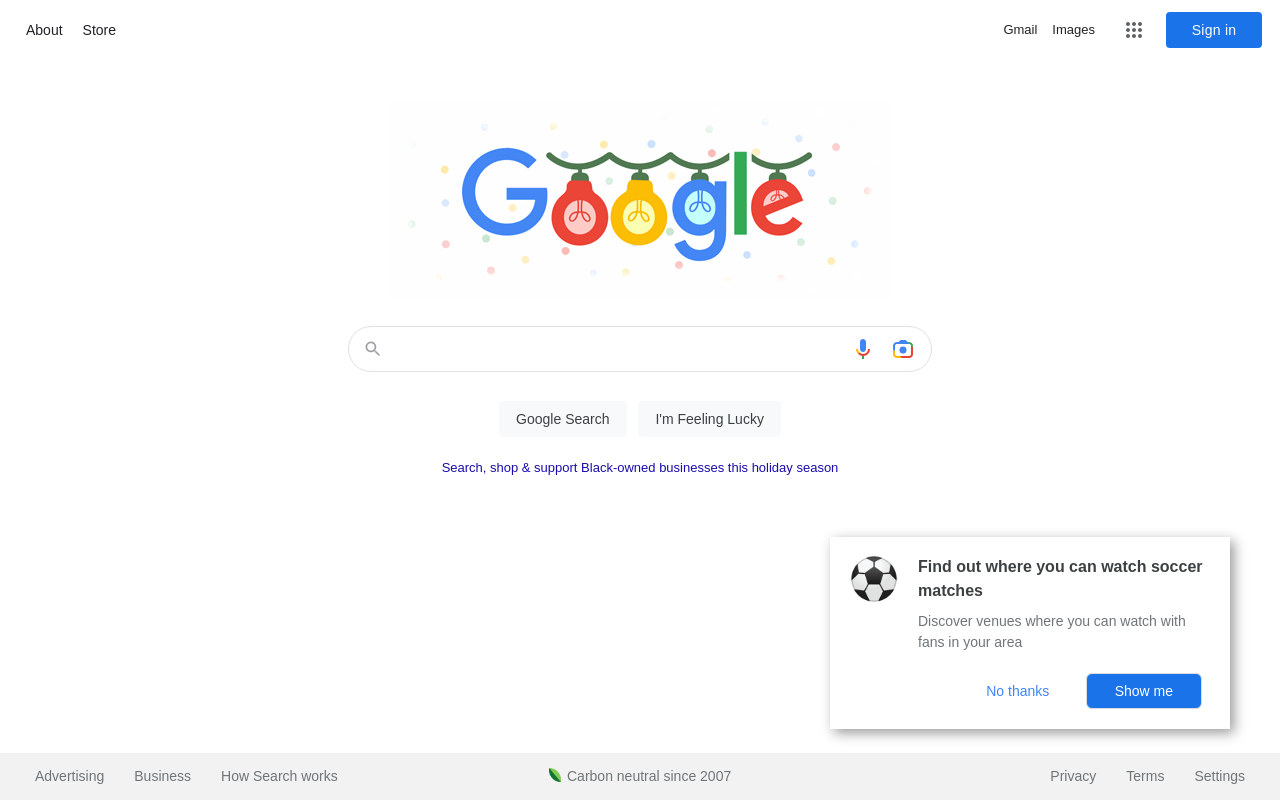 About Store
Gmail Images Sign in
Google
Google Search I'm Feeling Lucky
Search, shop & support Black-owned businesses this holiday season
Find out where you can watch soccer
matches
Discover venues where you can watch with
fans in your area
No thanks Show me
Advertising Business How Search works Carbon neutral since 2007 Privacy Terms Settings